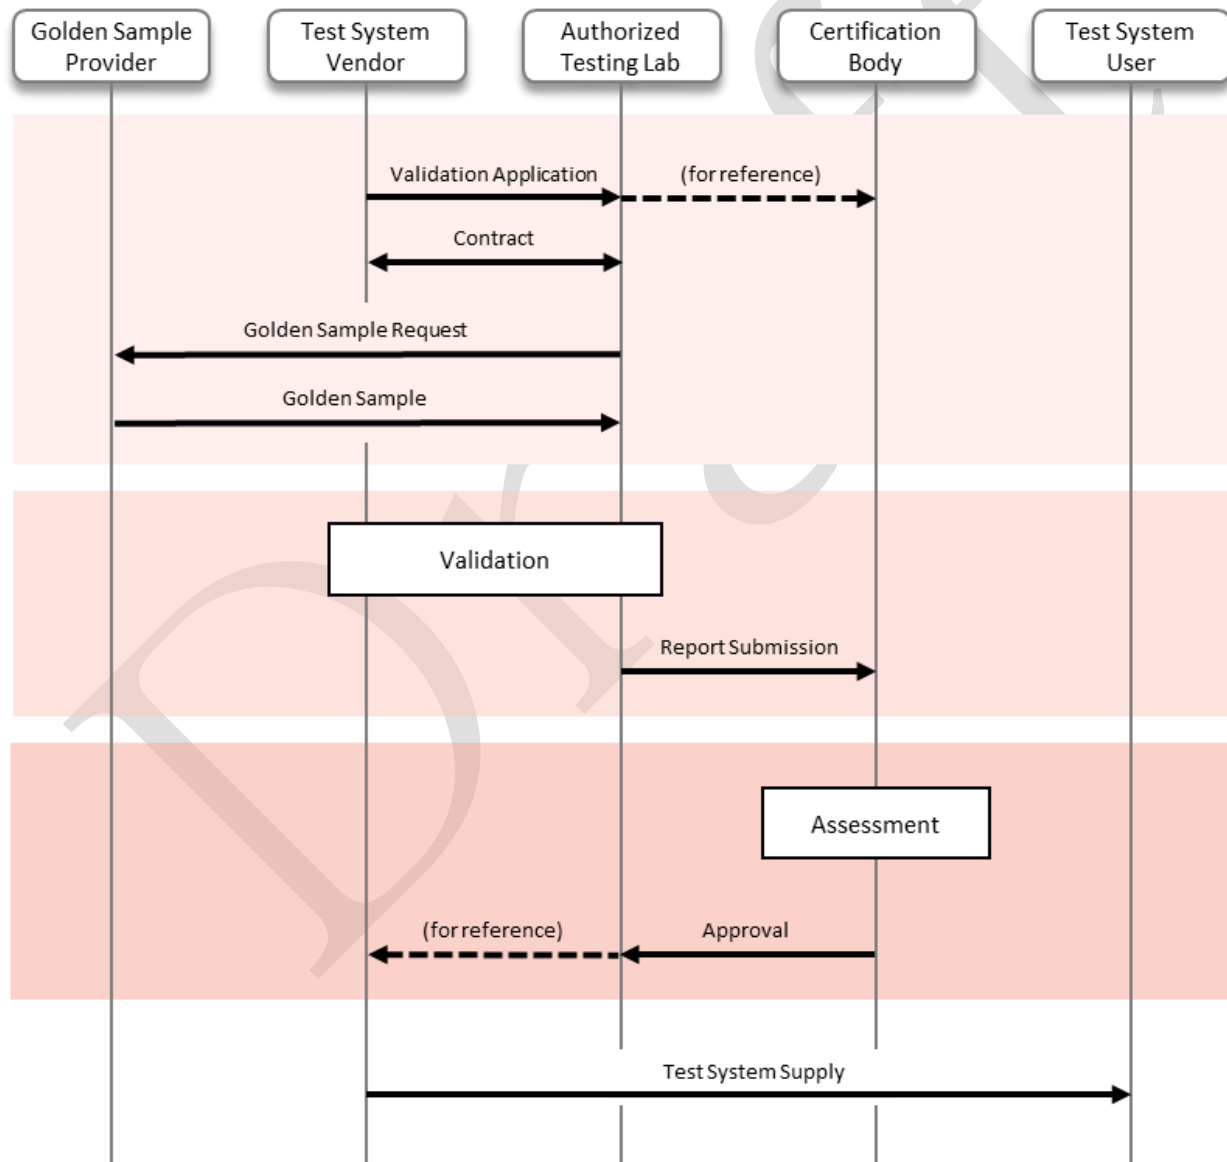 Golden Sample
Provider
Test System
Vendor
Authorized
Testing Lab
Certification
Body
Test System
User
Validation Application
(for reference)
Contract
Golden Sample Request
Golden Sample
Validation
Report Submission
Assessment
(for reference)
Approval
Test System Supply